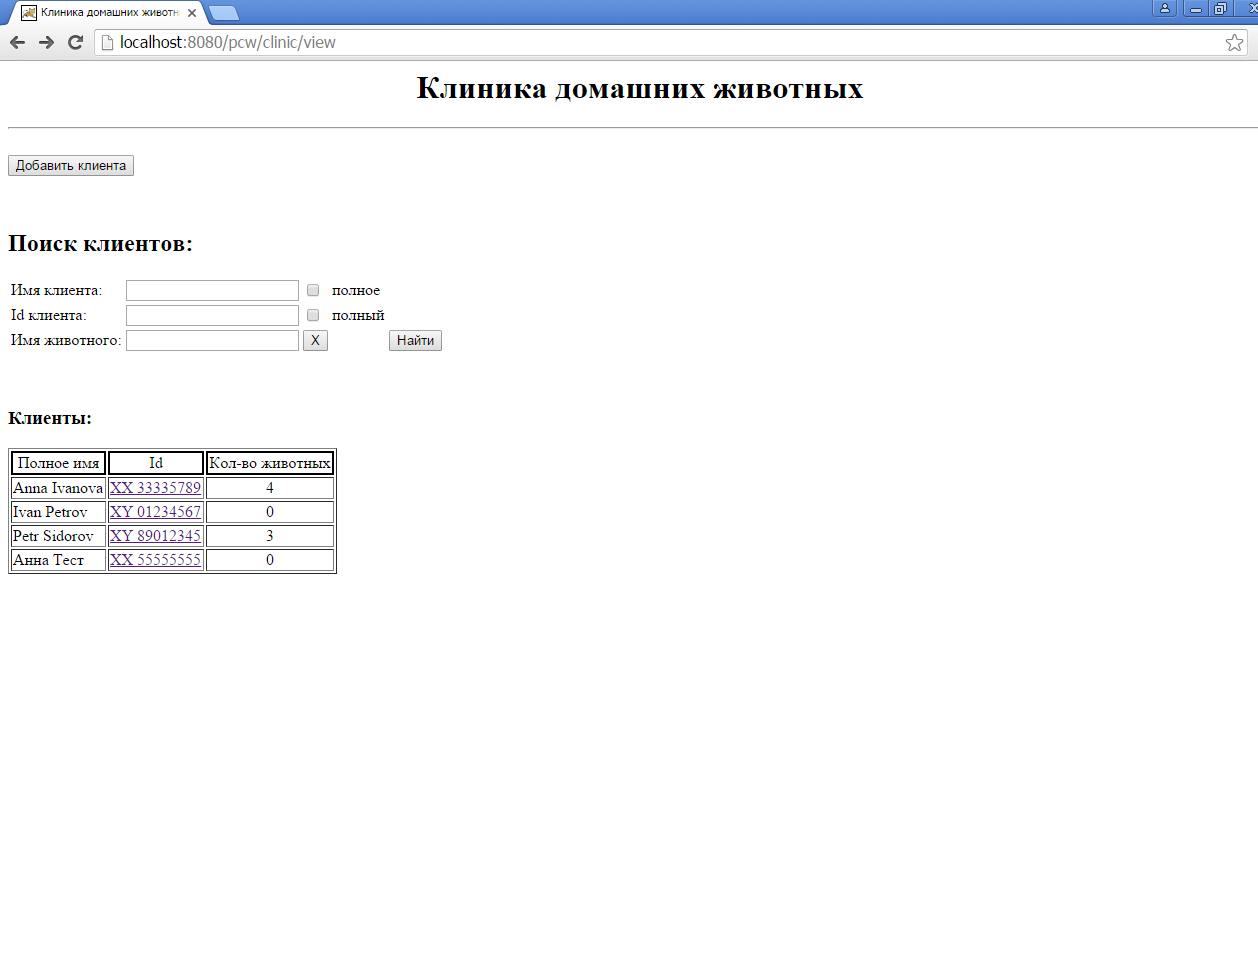 Клиника домашних животн
localhost:8080/pcw/clinic/view
Клиника домашних животных
Добавить клиента
Поиск клиентов:
Имя клиента: полное
Id клиента: полный
Имя животного: X Найти
Клиенты:
Полное имя Id Кол-во животных
Anna Ivanova XX 33335789 4
Ivan Petrov XY 01234567 0
Petr Sidorov XY 89012345 3
Анна Тест XX 55555555 0